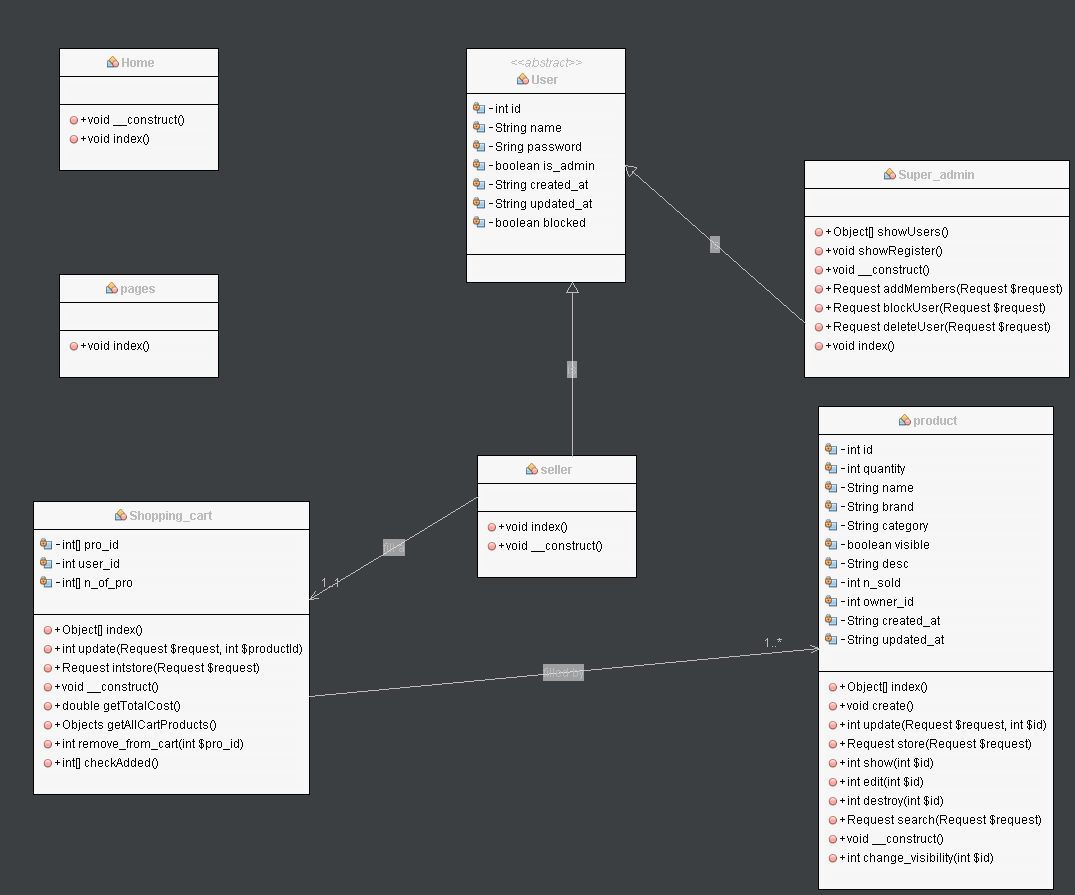 Home
+void __construct()
+void index()
<<abstract>>
User
-int id
-String name
-Sring password
-boolean is_admin
-String created_at
-String updated_at
-boolean blocked
Super_admin
+Object[] showUsers()
+void showRegister()
+void __construct()
+Request addMembers(Request $request)
+Request blockUser(Request $request)
+Request deleteUser(Request $request)
+void index()
pages
+void index()
seller
+void index()
+void __construct()
Shopping_cart
-int[] pro_id
-int user_id
-int[] n_of_pro
+Object[] index()
+int update(Request $request, int $productId)
+Request intstore(Request $request)
+void __construct()
+double getTotalCost()
+Objects getAllCartProducts()
+int remove_from_cart(int $pro_id)
+int[] checkAdded()
1..1
filled by
1..*
product
-int id
-int quantity
-String name
-String brand
-String category
-boolean visible
-String desc
-int n_sold
-int owner_id
-String created_at
-String updated_at
+Object[] index()
+void create()
+int update(Request $request, int $id)
+Request store(Request $request)
+int show(int $id)
+int edit(int $id)
+int destroy(int $id)
+Request search(Request $request)
+void __construct()
+int change_visibility(int $id)